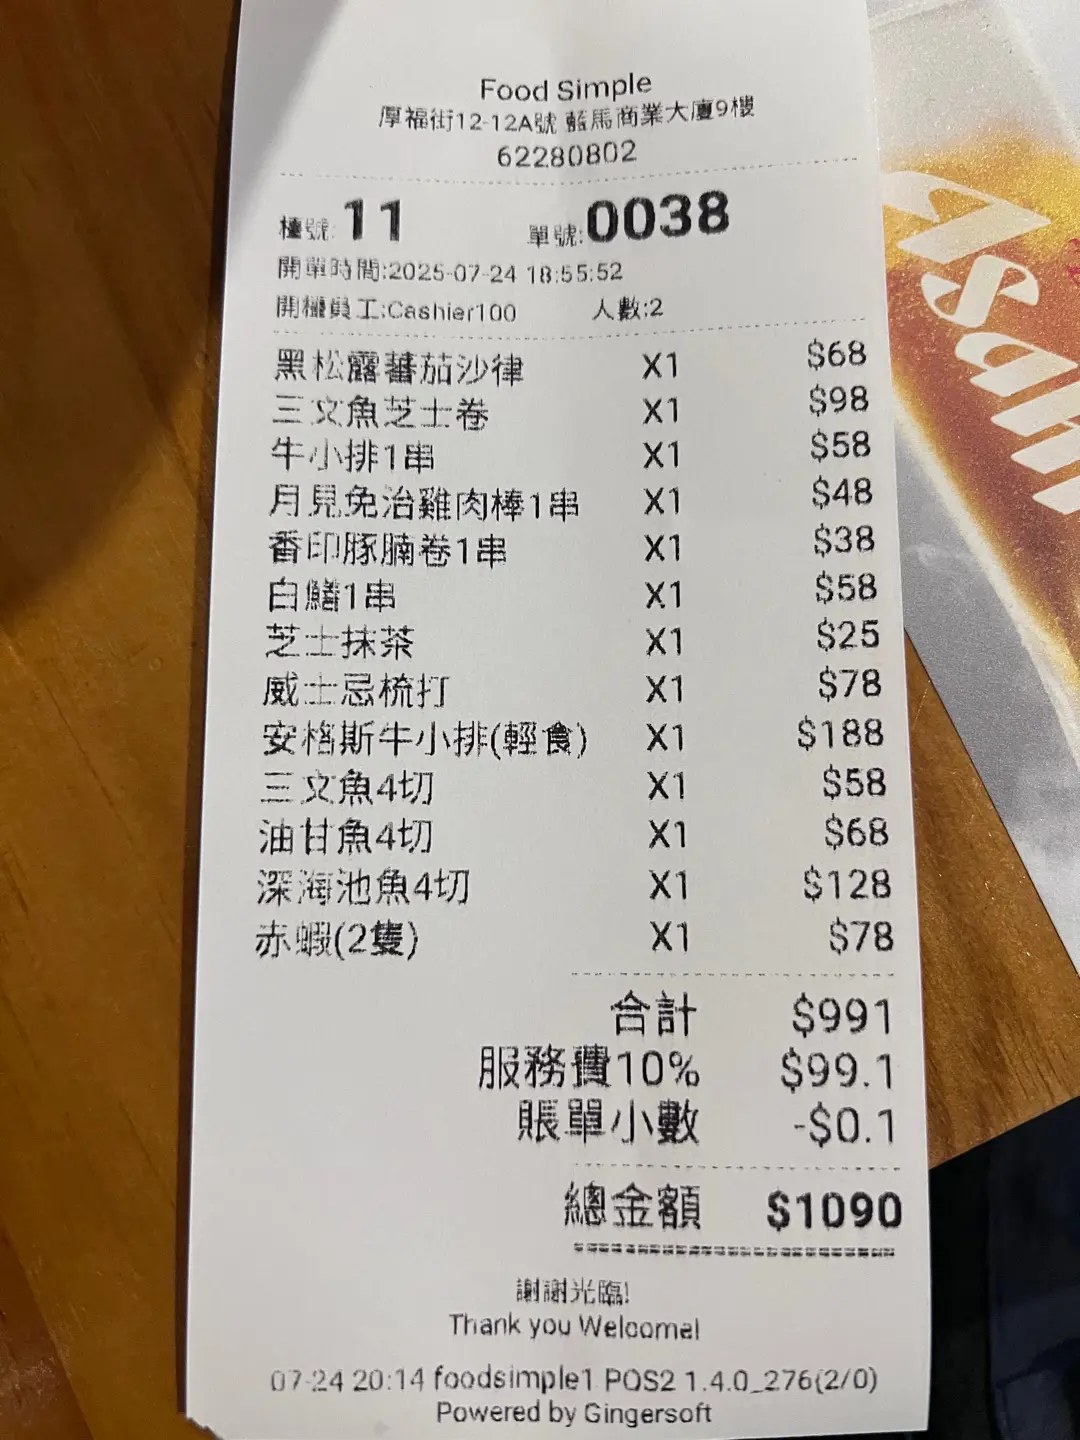 Food Simple
厚福街12-12A號 藍馬商業大廈9樓
62280802
檯號: 11 單號:0038
開單時間:2025-07-24 18:55:52
開檯員工:Cashier100 人數:2
黑松露蕃茄沙律 X1 $68
三文魚芝士卷 X1 $98
牛小排1串 X1 $58
月見免治雞肉棒1串 X1 $48
番印豚腩卷1串 X1 $38
白鱔1串 X1 $58
芝士抹茶 X1 $25
威士忌梳打 X1 $78
安格斯牛小排(輕食) X1 $188
三文魚4切 X1 $58
油甘魚4切 X1 $68
深海池魚4切 X1 $128
赤蝦(2隻) X1 $78
合計 $991
服務費10% $99.1
賬單小數 -$0.1
總金額 $1090
謝謝光臨!
Thank you Welcome!
07-24 20:14 foodsimple1 POS2 1.4.0_276(2/0)
Powered by Gingersoft
Asahi